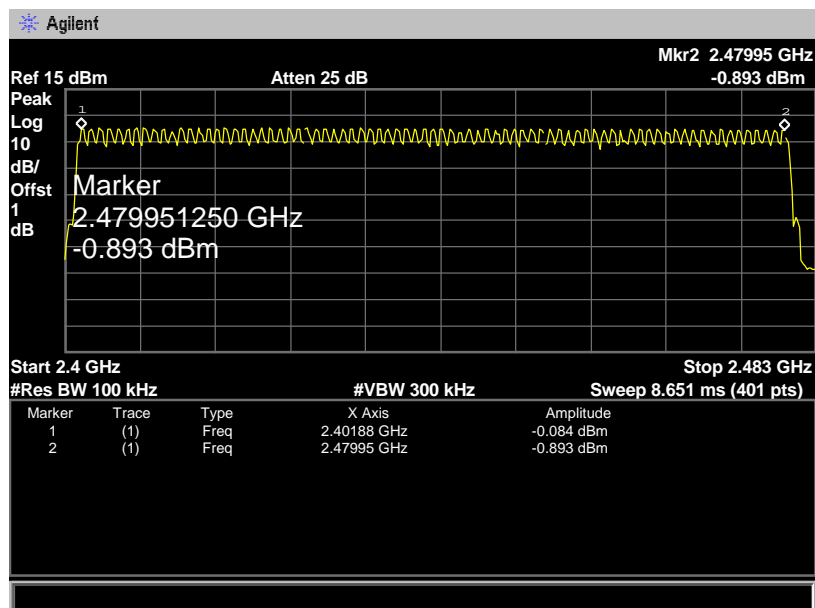 Agilent
Mkr2 2.47995 GHz
Ref 15 dBm Atten 25 dB -0.893 dBm
Peak
Log
10
dB/
Offst
1
dB
1
2
Marker
2.479951250 GHz
-0.893 dBm
Start 2.4 GHz Stop 2.483 GHz
#Res BW 100 kHz #VBW 300 kHz Sweep 8.651 ms (401 pts)
Marker Trace Type X Axis Amplitude
1 (1) Freq 2.40188 GHz -0.084 dBm
2 (1) Freq 2.47995 GHz -0.893 dBm